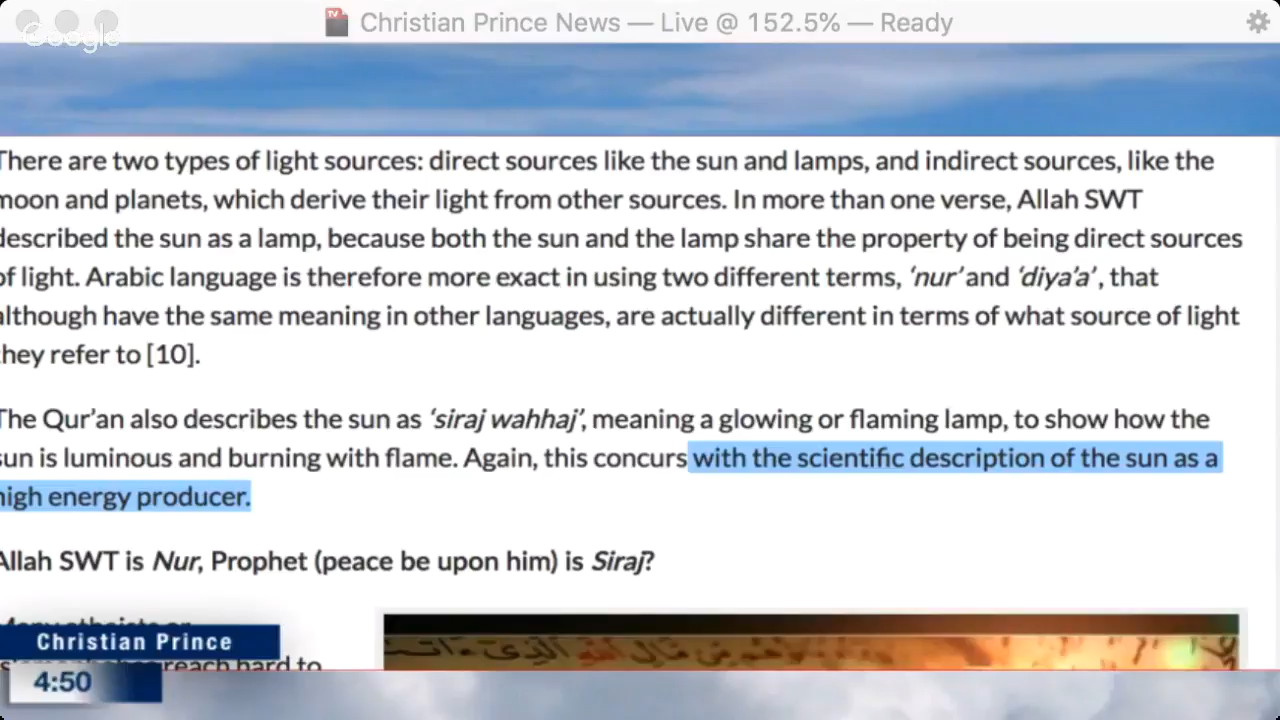 Christian Prince News — Live @ 152.5% — Ready
Google
There are two types of light sources: direct sources like the sun and lamps, and indirect sources, like the
moon and planets, which derive their light from other sources. In more than one verse, Allah SWT
described the sun as a lamp, because both the sun and the lamp share the property of being direct sources
of light. Arabic language is therefore more exact in using two different terms, ‘nur’ and ‘diya’a’, that
although have the same meaning in other languages, are actually different in terms of what source of light
they refer to [10].
The Qur’an also describes the sun as ‘siraj wahhaj’, meaning a glowing or flaming lamp, to show how the
sun is luminous and burning with flame. Again, this concurs with the scientific description of the sun as a
high energy producer.
Allah SWT is Nur, Prophet (peace be upon him) is Siraj?
Many atheists or
Christian Prince
reach hard to
4:50